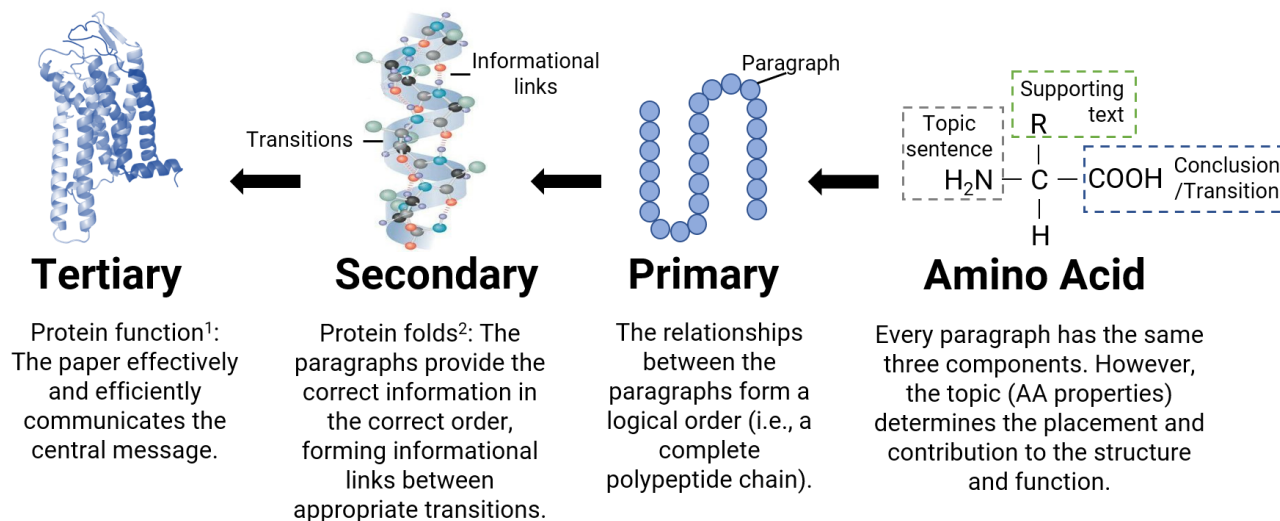 Informational
links
Transitions
Paragraph
Supporting
text
Topic
sentence
R
H₂N
C
COOH
Conclusion
/Transition
H
Tertiary
Secondary
Primary
Amino Acid
Protein function¹:
The paper effectively
and efficiently
communicates the
central message.
Protein folds²: The
paragraphs provide the
correct information in
the correct order,
forming informational
links between
appropriate transitions.
The relationships
between the
paragraphs form a
logical order (i.e., a
complete
polypeptide chain).
Every paragraph has the same
three components. However,
the topic (AA properties)
determines the placement and
contribution to the structure
and function.